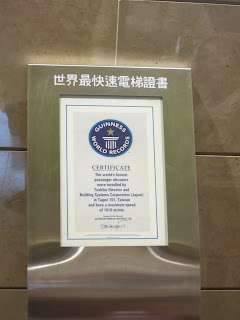 世界最快速電梯證書
GUINNESS
WORLD RECORDS
CERTIFICATE
The world's fastest
passenger elevators
were installed by
Toshiba Elevator and
Building Systems Corporation (Japan)
in Taipei 101, Taiwan
and have a maximum speed
of 1010 m/min.